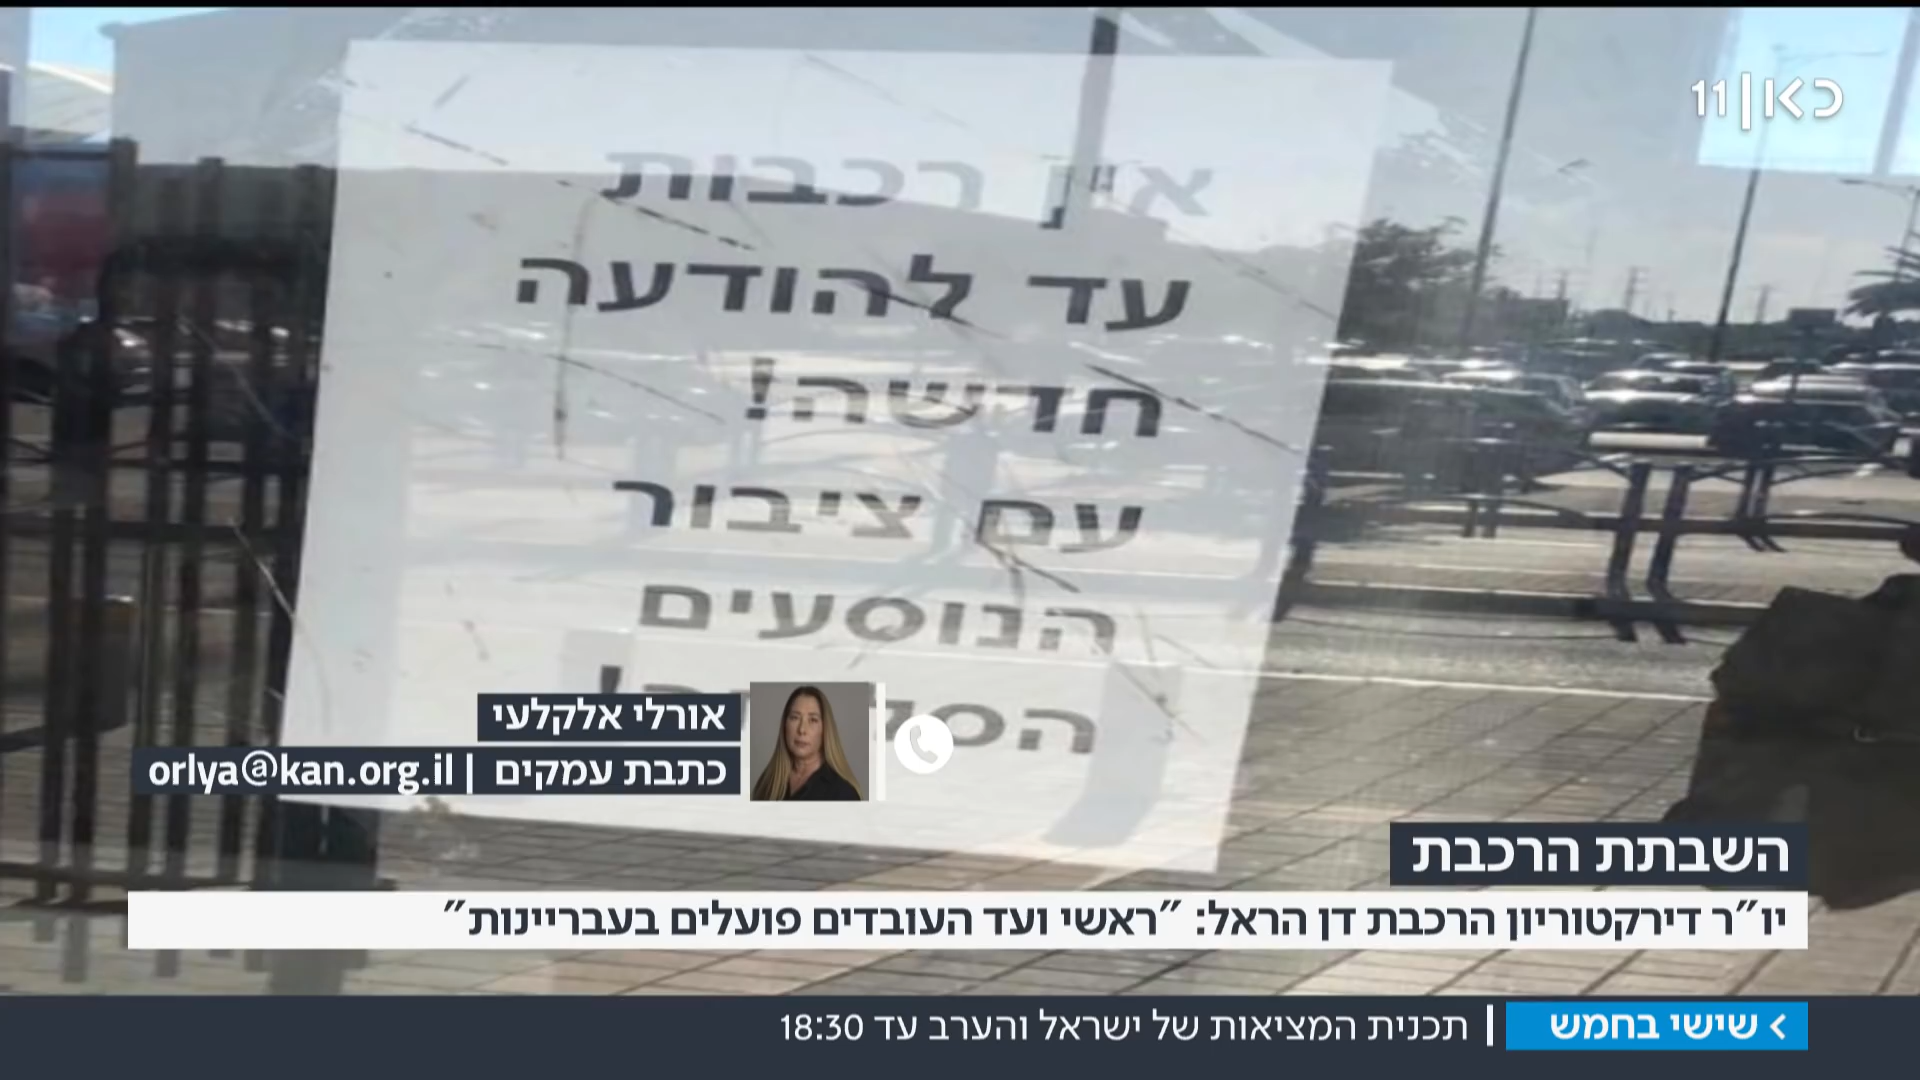 כאן 11
אין רכבות
עד להודעה
חדשה!
עם ציבור
הנוסעים
אורלי אלקלעי
כתבת עמקים | orlya@kan.org.il
השבתת הרכבת
יו"ר דירקטוריון הרכבת דן הראל: "ראשי ועד העובדים פועלים בעבריינות"
שישי בחמש | תכנית המציאות של ישראל והערב עד 18:30